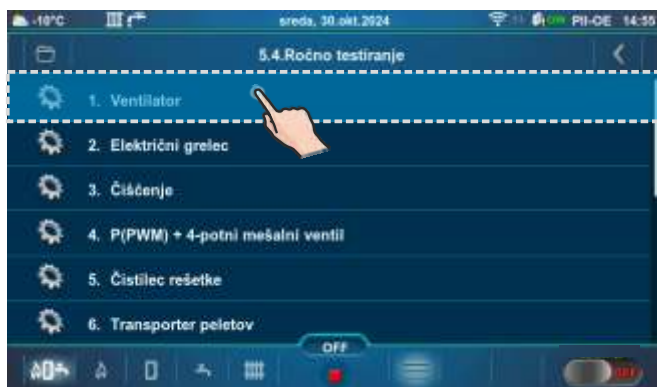 -10°C sreda, 30.okt.2024 PII-OE 14:55
5.4.Ročno testiranje
1. Ventilator
2. Električni grelec
3. Čiščenje
4. P(PWM) + 4-potni mešalni ventil
5. Čistilec rešetke
6. Transporter peletov
OFF
OFF